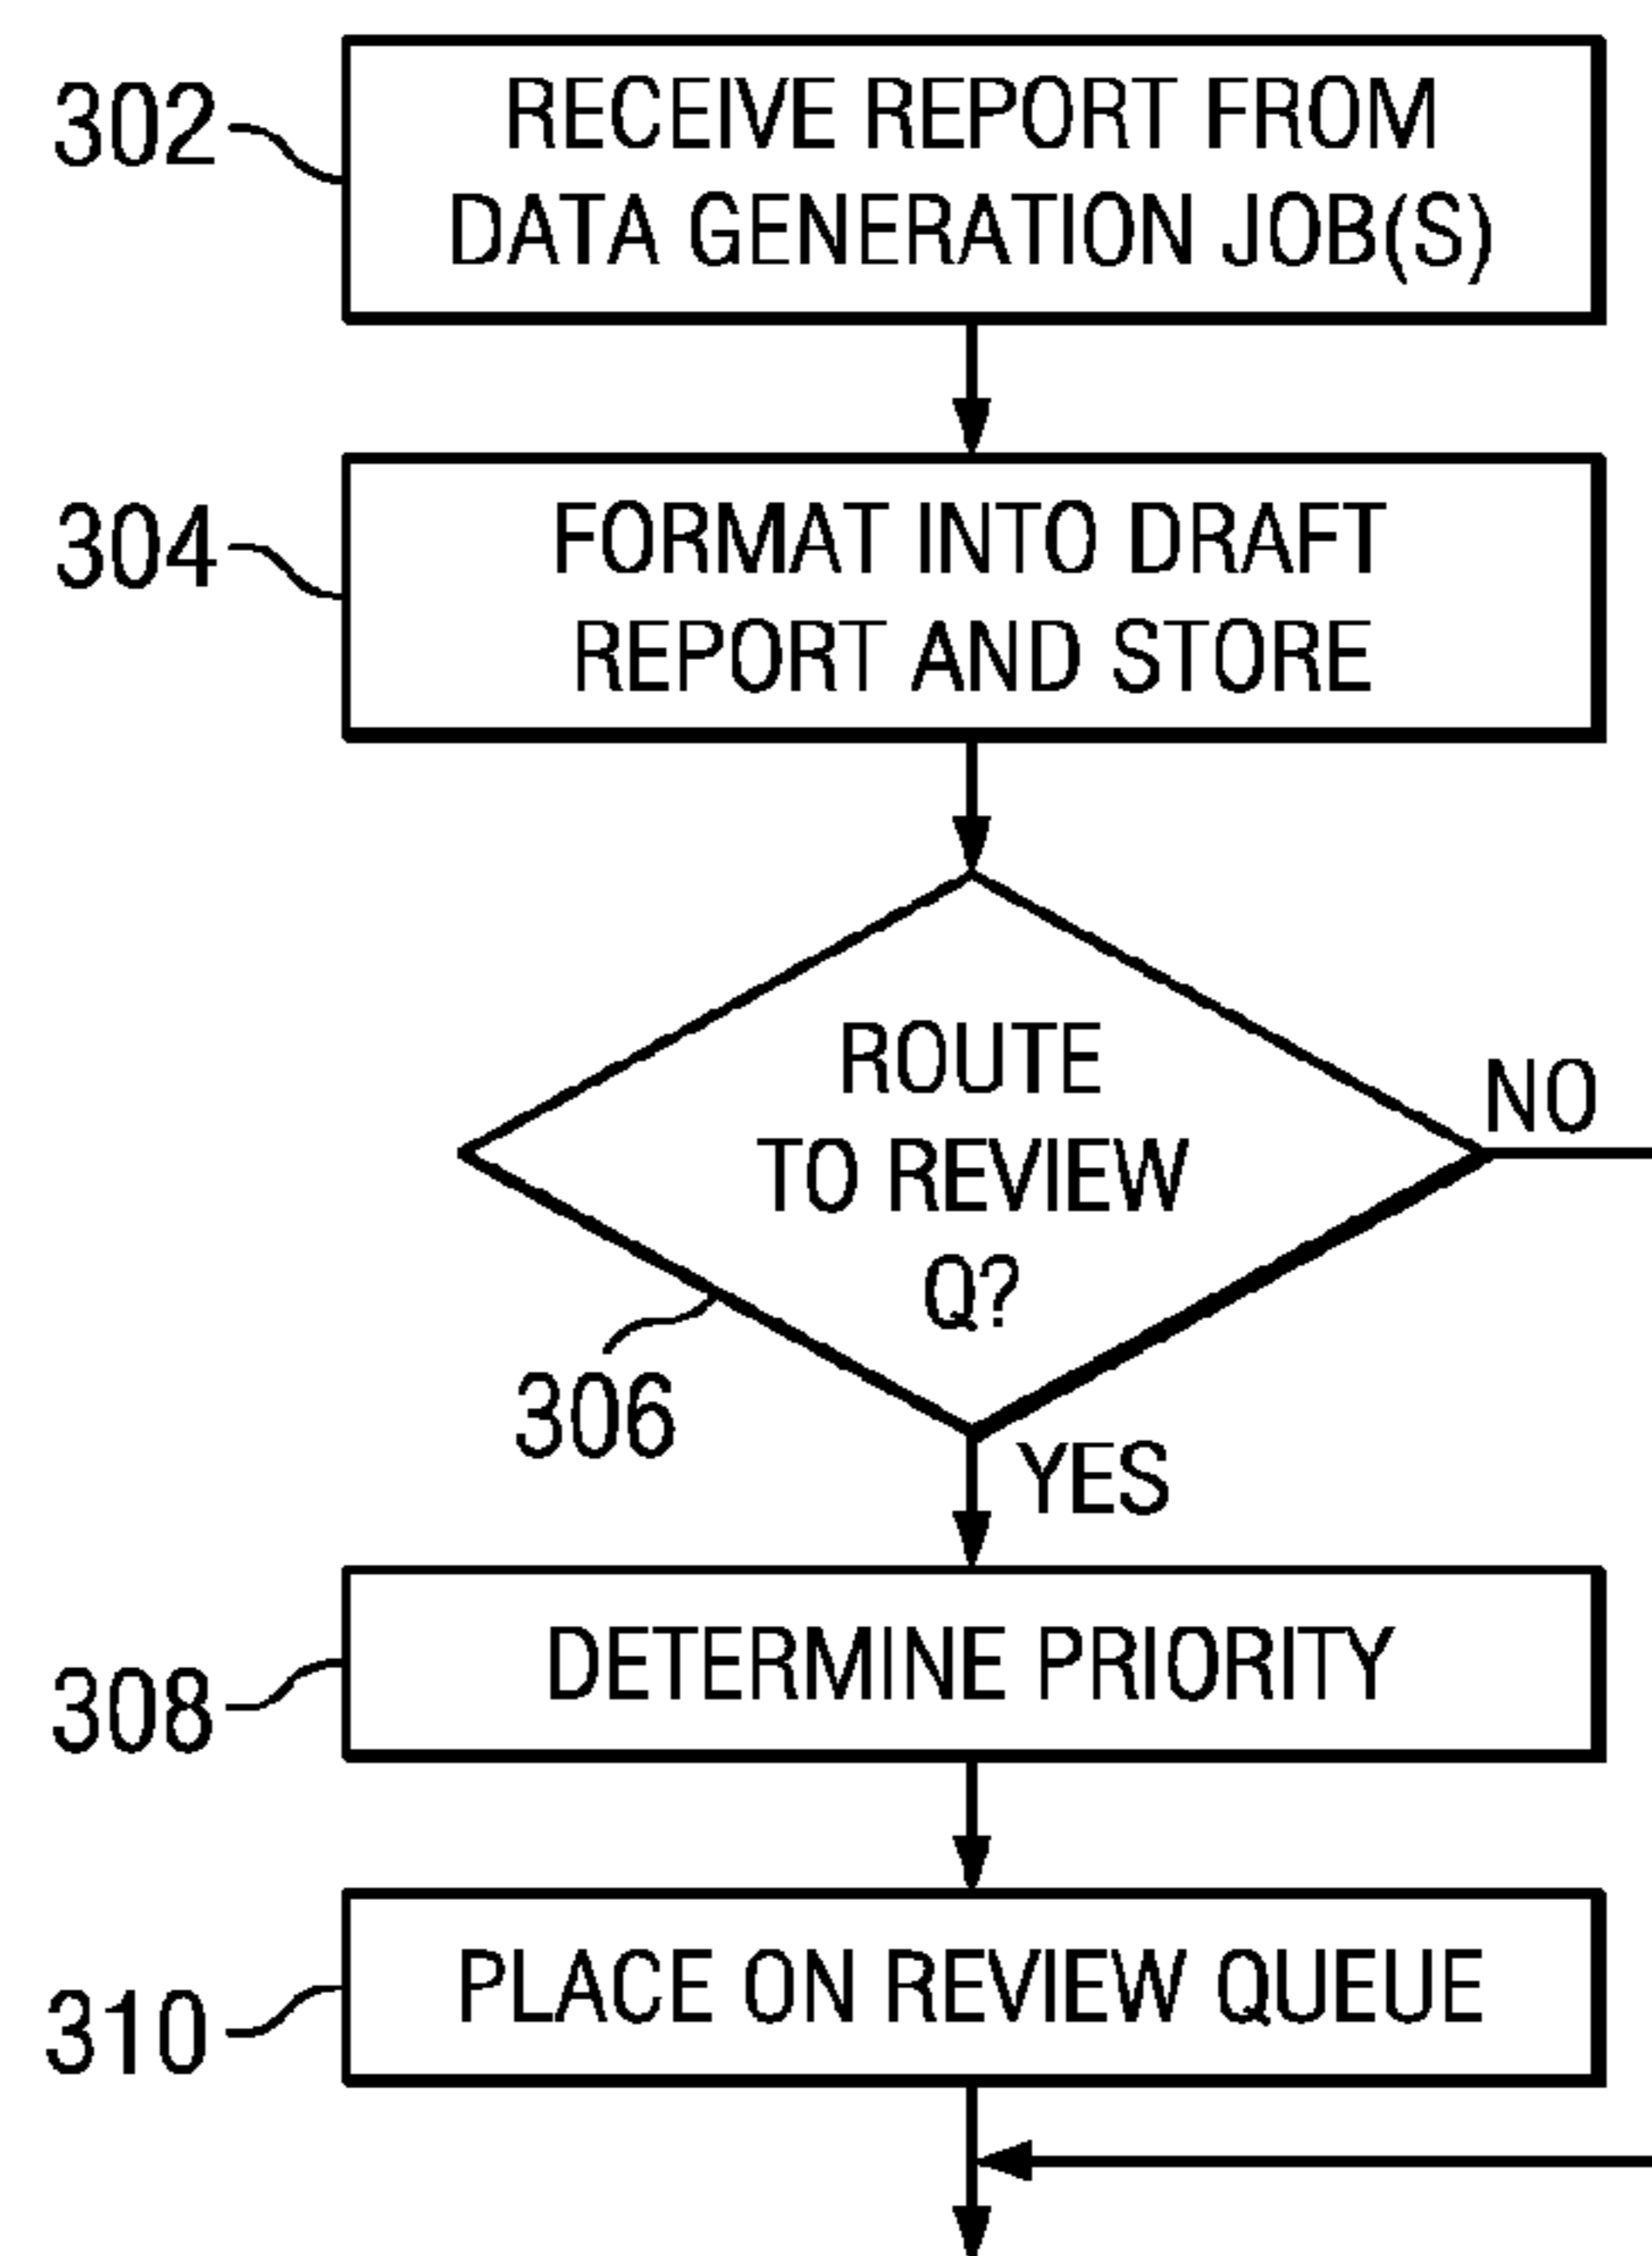 302
RECEIVE REPORT FROM
DATA GENERATION JOB(S)
304
FORMAT INTO DRAFT
REPORT AND STORE
ROUTE
TO REVIEW
Q?
NO
306
YES
308
DETERMINE PRIORITY
310
PLACE ON REVIEW QUEUE